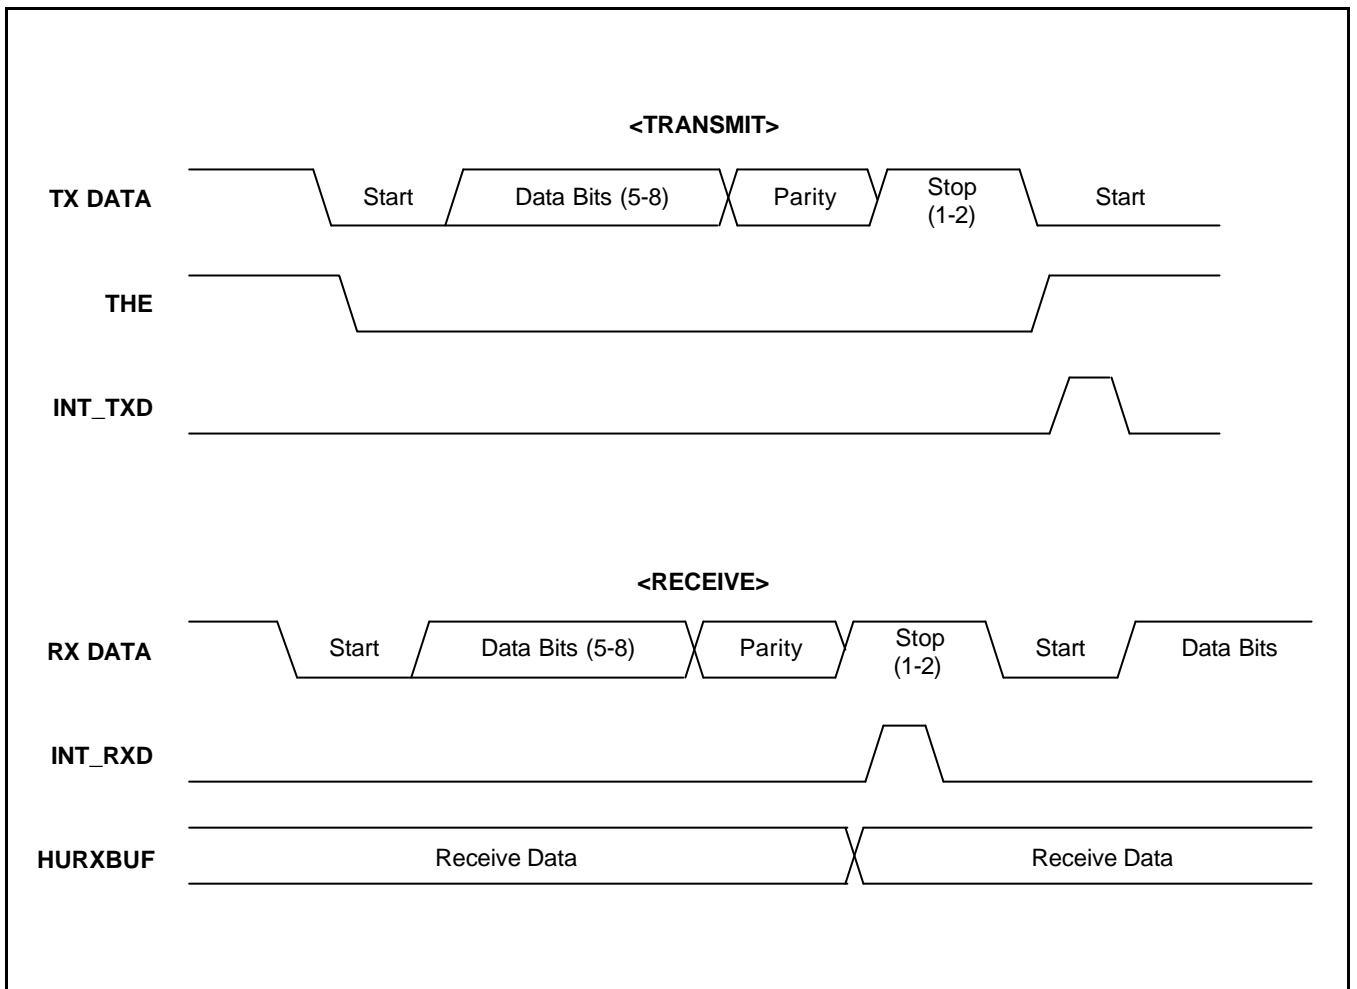 <TRANSMIT>
TX DATA Start Data Bits (5-8) Parity Stop (1-2) Start
THE
INT_TXD
<RECEIVE>
RX DATA Start Data Bits (5-8) Parity Stop (1-2) Start Data Bits
INT_RXD
HURXBUF Receive Data Receive Data